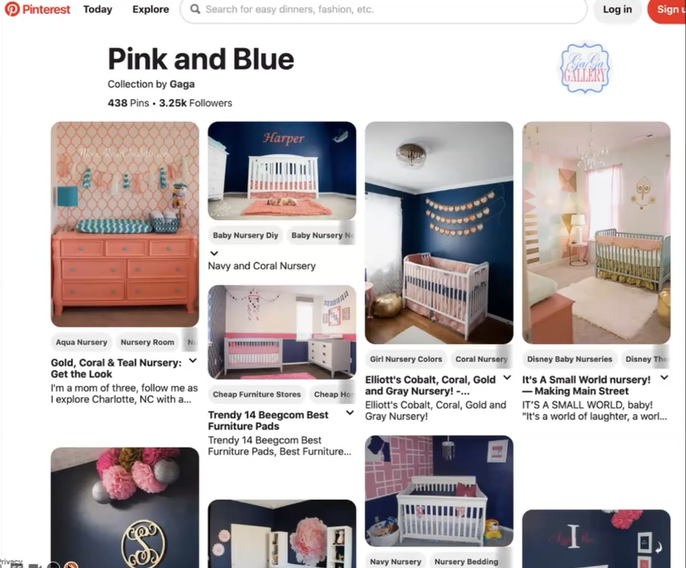 Pinterest
Today
Explore
Search for easy dinners, fashion, etc.
Log in
Sign u
Pink and Blue
Collection by Gaga
438 Pins • 3.25k Followers
GaGa
GALLERY
Harper
Baby Nursery Diy
Baby Nursery N
Navy and Coral Nursery
Aqua Nursery
Nursery Room
Gold, Coral & Teal Nursery:
Get the Look
I'm a mom of three, follow me as
I explore Charlotte, NC with a...
Cheap Furniture Stores
Cheap Ho
Trendy 14 Beegcom Best
Furniture Pads
Trendy 14 Beegcom Best
Furniture Pads, Best Furniture...
Girl Nursery Colors
Coral Nursery
Elliott's Cobalt, Coral, Gold
and Gray Nursery! -...
Elliott's Cobalt, Coral, Gold and
Gray Nursery!
Disney Baby Nurseries
Disney The
It's A Small World nursery!
— Making Main Street
IT'S A SMALL WORLD, baby!
"It's a world of laughter, a worl...
Navy Nursery
Nursery Bedding
I
Privacy